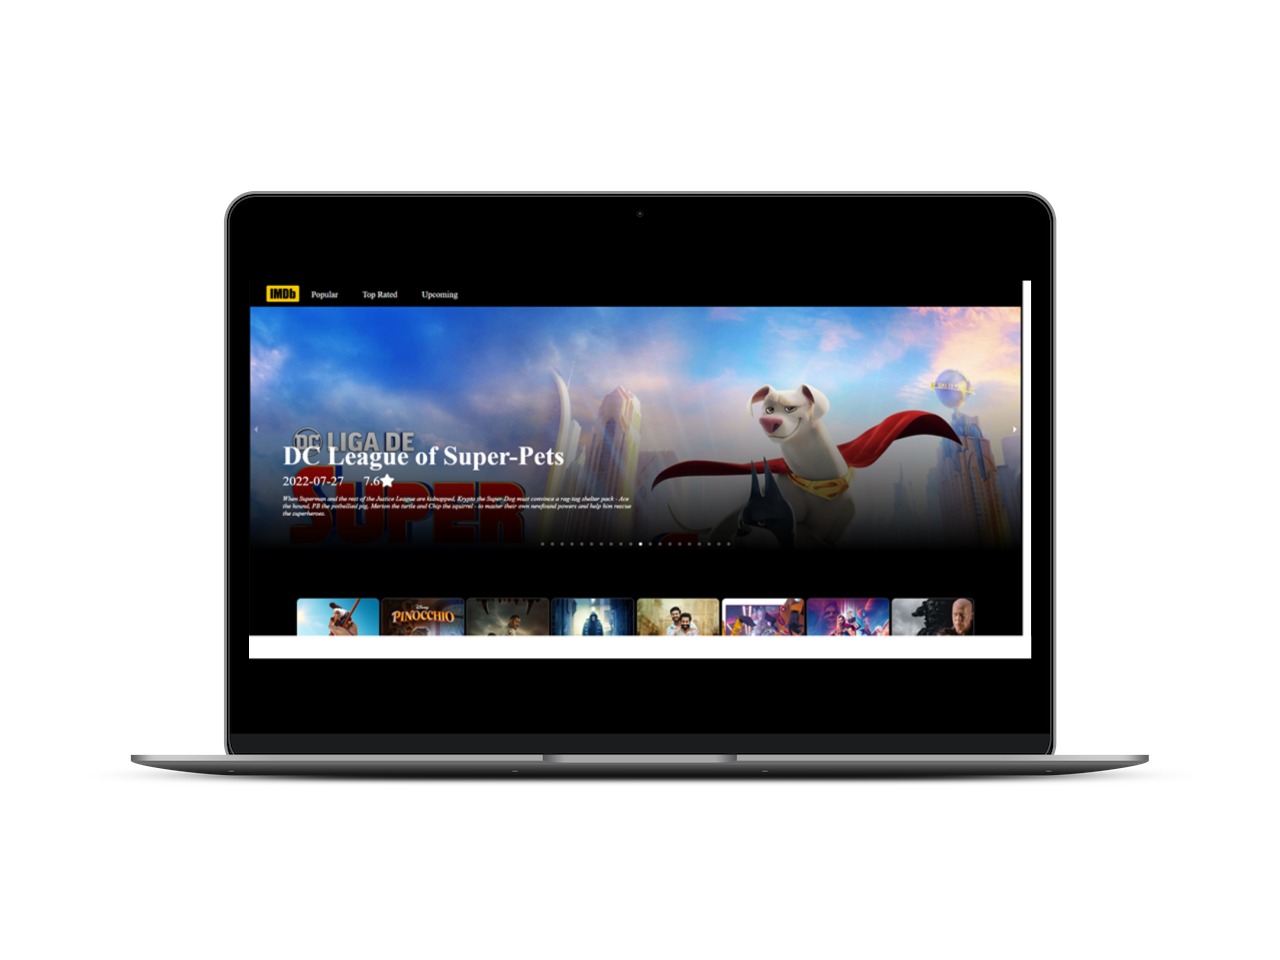 IMDb Popular Top Rated Upcoming
DC LIGA DE
SUPER
DC League of Super-Pets
2022-07-27 7.6
When Superman and the rest of the Justice League are kidnapped, Krypto the Super-Dog must convince a rag-tag shelter pack - Ace
the hound, PB the potbellied pig, Merton the turtle and Chip the squirrel - to master their own newfound powers and help him rescue
the superheroes.
Disney
PINOCCHIO